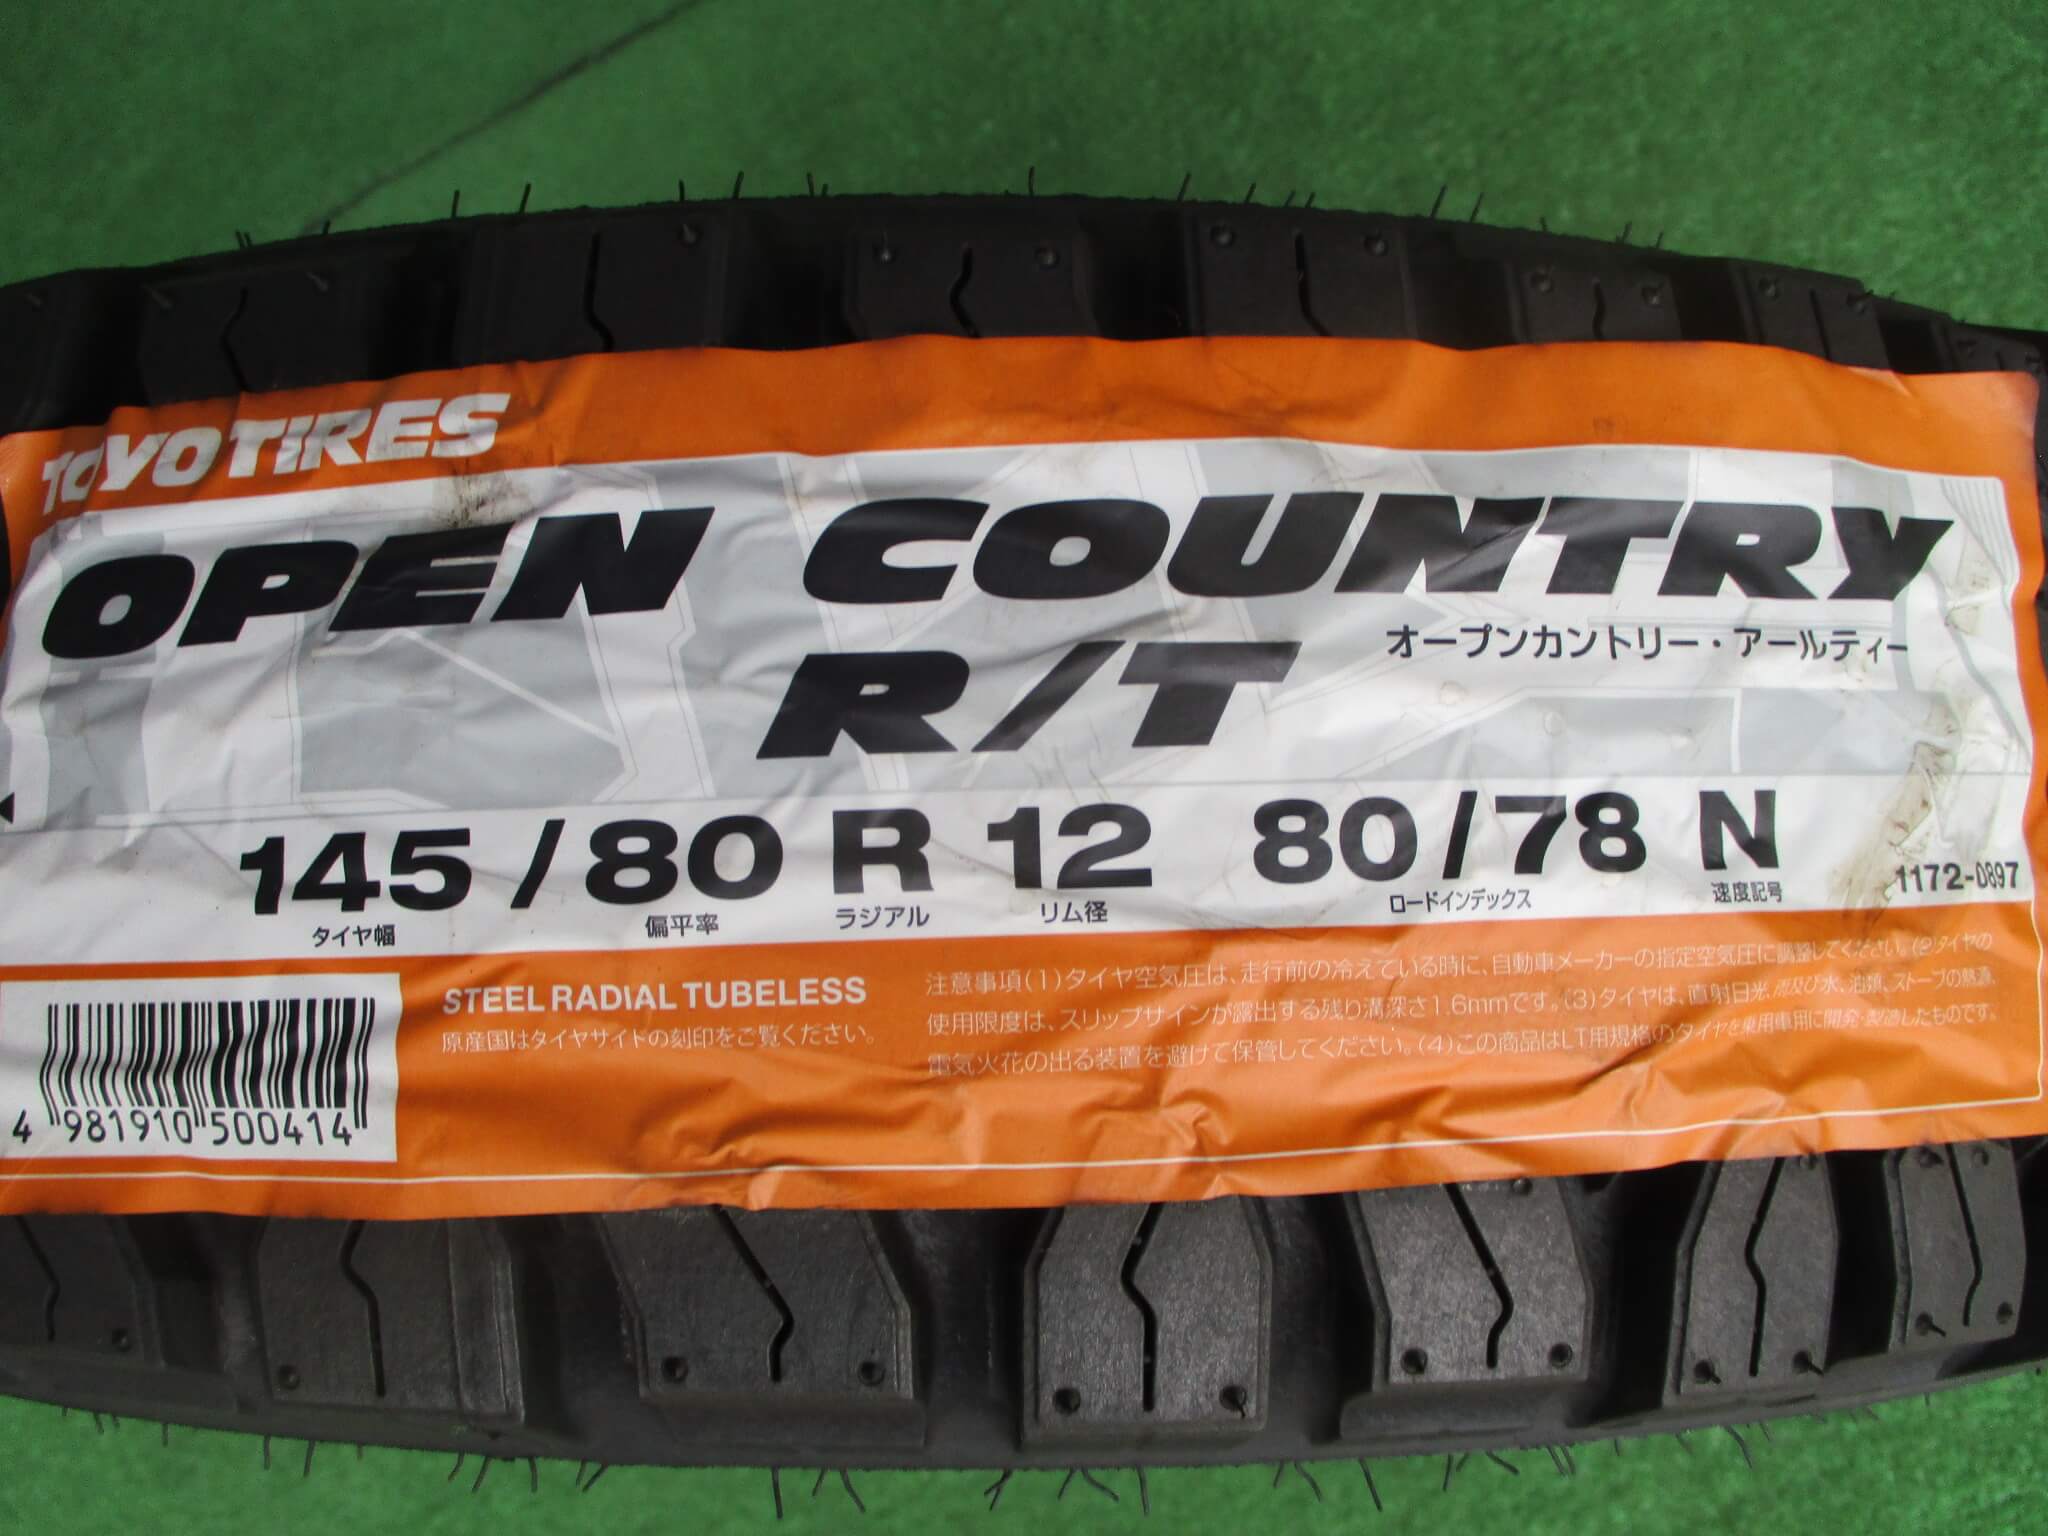 TOYO TIRES
OPEN COUNTRY
R/T オープンカントリー・アールティー
145 / 80 R 12 80 / 78 N
タイヤ幅 偏平率 ラジアル リム径 ロードインデックス 速度記号 1172-0897
STEEL RADIAL TUBELESS
原産国はタイヤサイドの刻印をご覧ください。
注意事項(1)タイヤ空気圧は、走行前の冷えている時に、自動車メーカーの指定空気圧に調整してください。(2)タイヤの
使用限度は、スリップサインが露出する残り溝深さ1.6mmです。(3)タイヤは、直射日光、雨及び水、油類、ストーブの熱源、
電気火花の出る装置を避けて保管してください。(4)この商品はLT用規格のタイヤを乗用車用に開発・製造したものです。
4 981910 500414